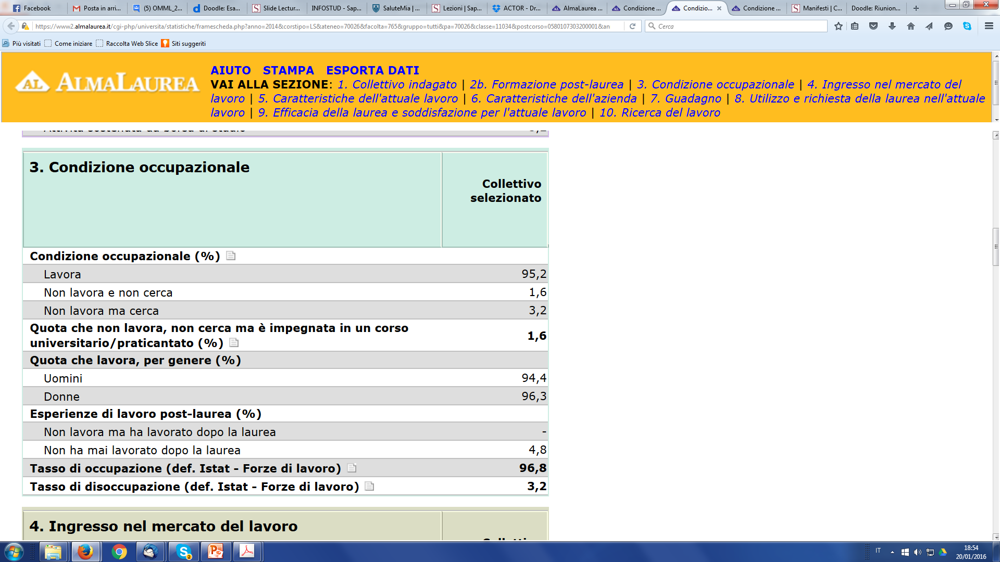 Facebook
Posta in arri...
(5) OMML_2...
Doodle: Esa...
Slide Lectur...
INFOSTUD - Sap...
SaluteMia | ...
Lezioni | Sap...
ACTOR - Dr...
AlmaLaurea ...
Condizione ...
Condizio...
Condizione ...
Manifesti | C...
Doodle: Riunion...
https://www2.almalaurea.it/cgi-php/universita/statistiche/framescheda.php?anno=2014&corstipo=LS&ateneo=70026&facolta=765&gruppo=tutti&pa=70026&classe=11034&postcorso=0580107303200001&an
Cerca
Più visitati
Come iniziare
Raccolta Web Slice
Siti suggeriti
AL ALMALAUREA
AIUTO STAMPA ESPORTA DATI
VAI ALLA SEZIONE: 1. Collettivo indagato | 2b. Formazione post-laurea | 3. Condizione occupazionale | 4. Ingresso nel mercato del
lavoro | 5. Caratteristiche dell'attuale lavoro | 6. Caratteristiche dell'azienda | 7. Guadagno | 8. Utilizzo e richiesta della laurea nell'attuale
lavoro | 9. Efficacia della laurea e soddisfazione per l'attuale lavoro | 10. Ricerca del lavoro
3. Condizione occupazionale
Collettivo
selezionato
Condizione occupazionale (%)
Lavora 95,2
Non lavora e non cerca 1,6
Non lavora ma cerca 3,2
Quota che non lavora, non cerca ma è impegnata in un corso
universitario/praticantato (%) 1,6
Quota che lavora, per genere (%)
Uomini 94,4
Donne 96,3
Esperienze di lavoro post-laurea (%)
Non lavora ma ha lavorato dopo la laurea -
Non ha mai lavorato dopo la laurea 4,8
Tasso di occupazione (def. Istat - Forze di lavoro) 96,8
Tasso di disoccupazione (def. Istat - Forze di lavoro) 3,2
4. Ingresso nel mercato del lavoro
IT
18:54
20/01/2016